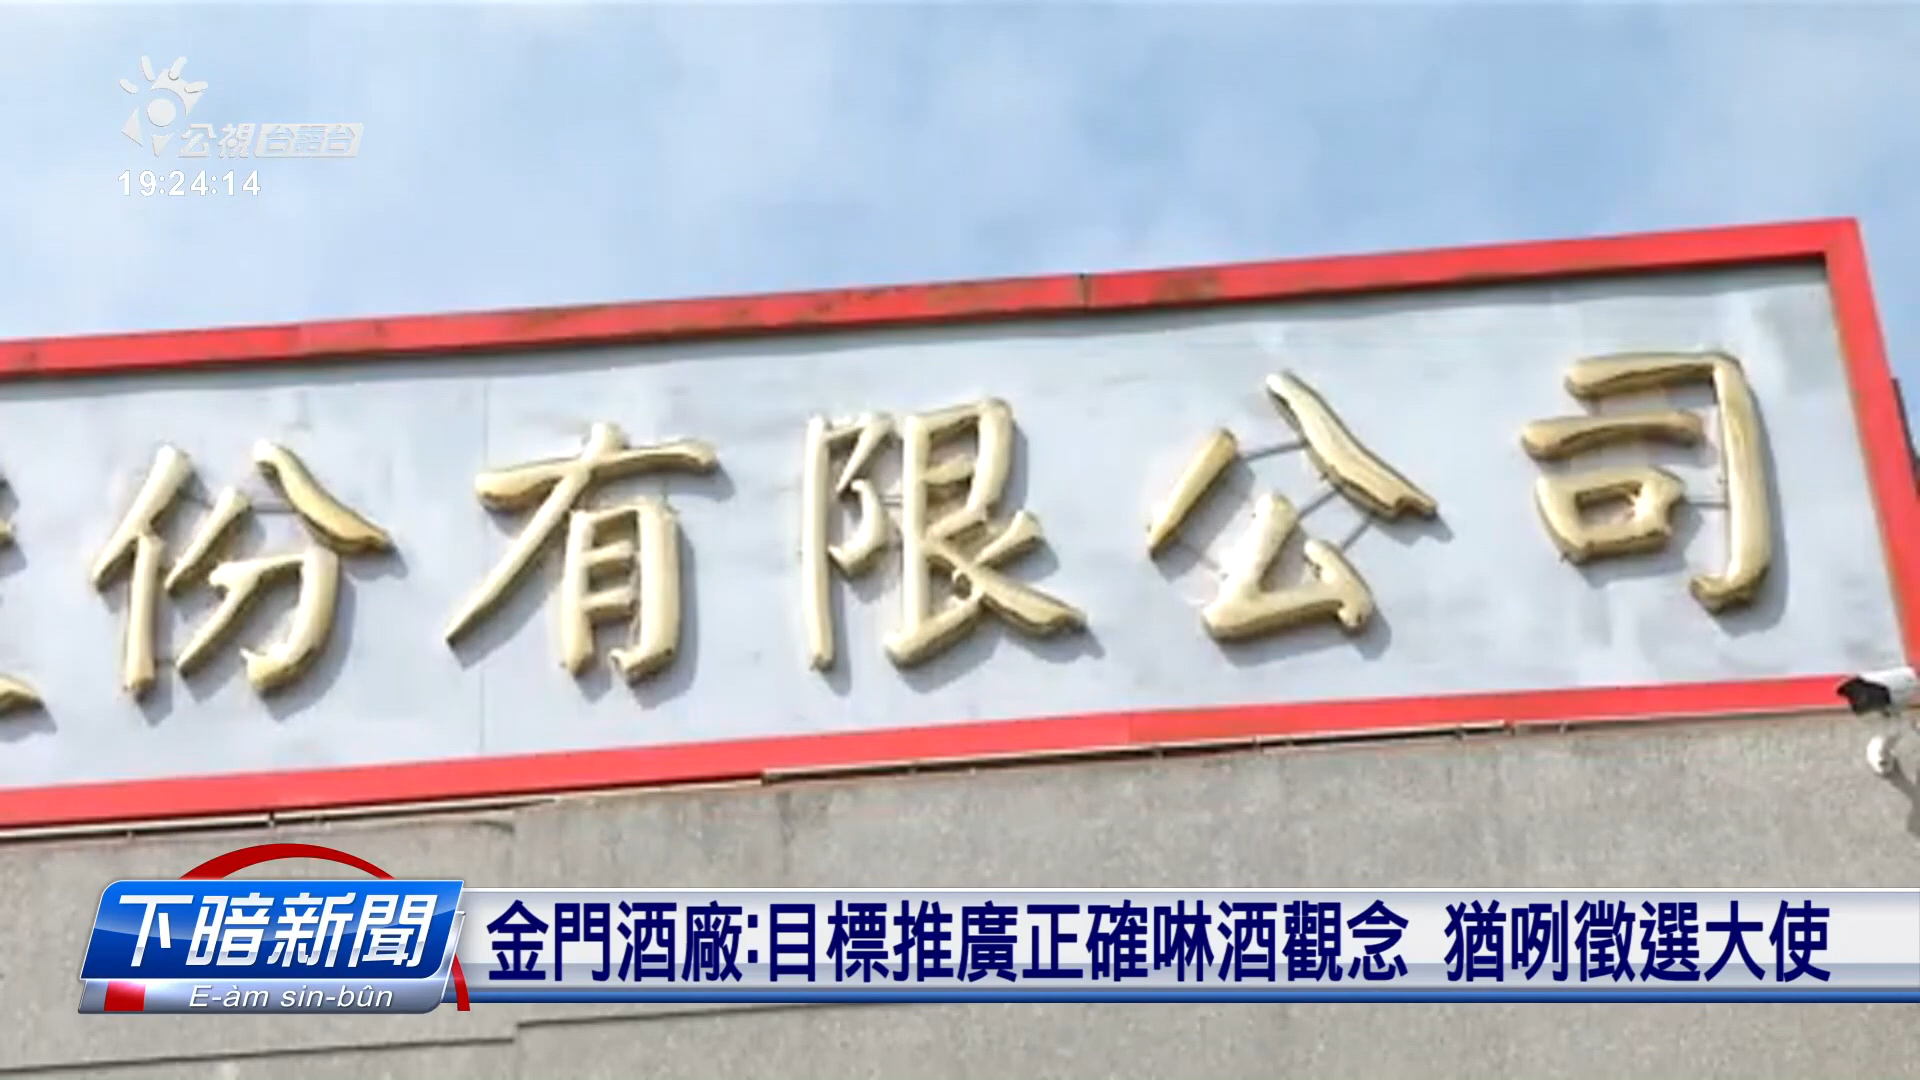 公視台語台
19:24:14
份有限公司
下暗新聞
E-àm sin-bûn
金門酒廠:目標推廣正確啉酒觀念 猶咧徵選大使